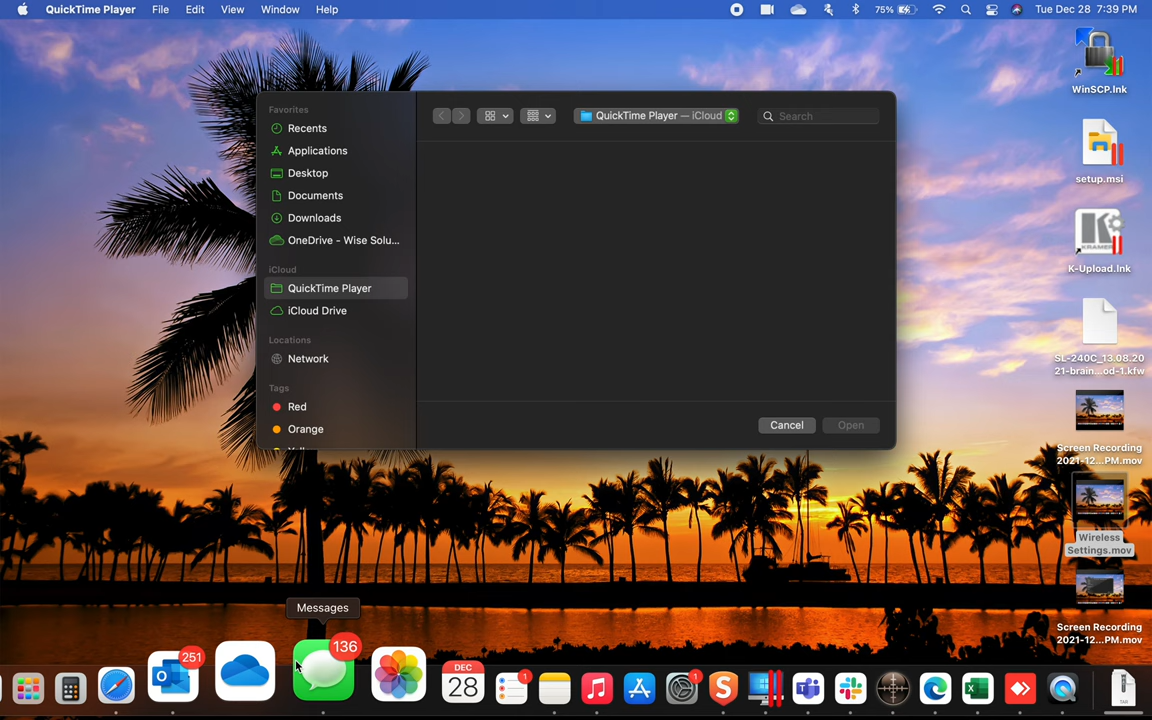 QuickTime Player File Edit View Window Help
75% Tue Dec 28 7:39 PM
Favorites
Recents
Applications
Desktop
Documents
Downloads
OneDrive - Wise Solu...
iCloud
QuickTime Player
iCloud Drive
Locations
Network
Tags
Red
Orange
QuickTime Player — iCloud
Search
Cancel Open
WinSCP.lnk
setup.msi
KRAMER
K-Upload.lnk
SL-240C_13.08.20
21-brain...od-1.kfw
Screen Recording
2021-12...PM.mov
Wireless
Settings.mov
Screen Recording
2021-12...PM.mov
Messages
251
136
DEC
28
1
1
TAR